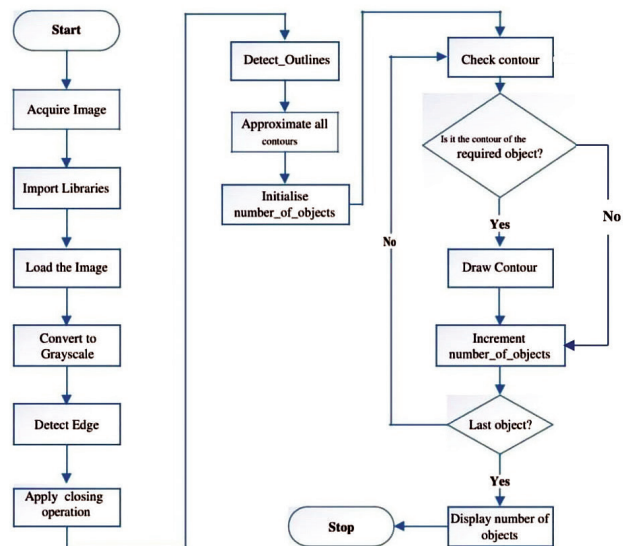 Start
Acquire Image
Import Libraries
Load the Image
Convert to
Grayscale
Detect Edge
Apply closing
operation
Detect_Outlines
Approximate all
contours
Initialise
number_of_objects
Check contour
Is it the contour of the
required object?
No
Yes
Draw Contour
Increment
number_of_objects
Last object?
No
Yes
Display number of
objects
Stop